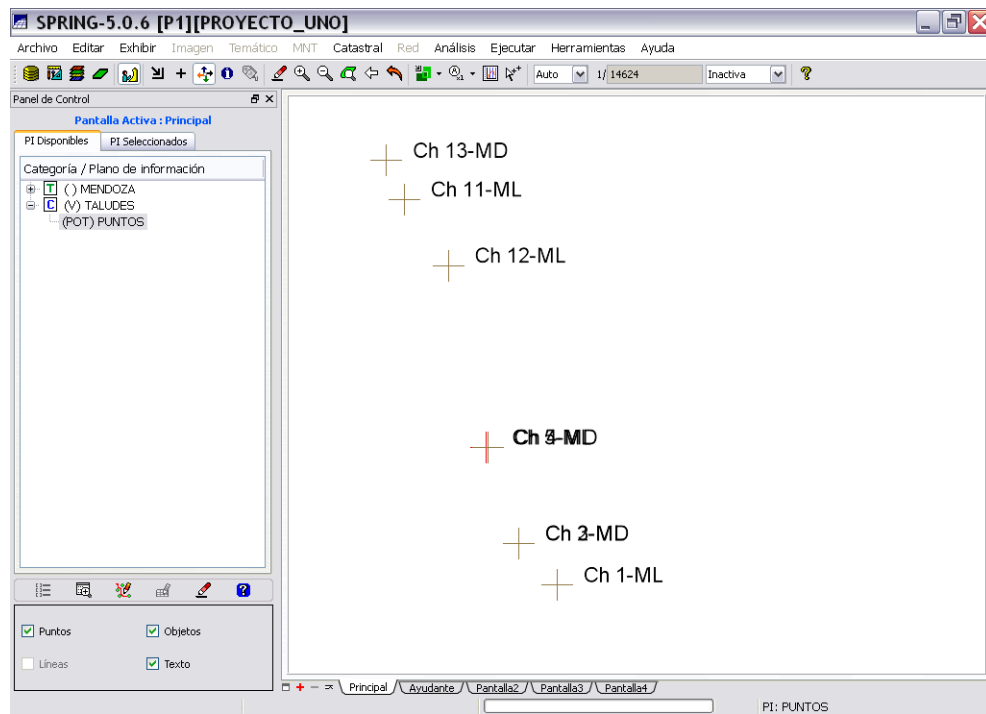 SPRING-5.0.6 [P1][PROYECTO_UNO]
Archivo Editar Exhibir Imagen Temático MNT Catastral Red Análisis Ejecutar Herramientas Ayuda
Auto 1/ 14624 Inactiva
Panel de Control
Pantalla Activa : Principal
PI Disponibles PI Seleccionados
Categoría / Plano de información
T ( ) MENDOZA
C (V) TALUDES
(POT) PUNTOS
Puntos Objetos
Líneas Texto
Ch 13-MD
Ch 11-ML
Ch 12-ML
Ch
Ch
Ch 1-ML
Principal Ayudante Pantalla2 Pantalla3 Pantalla4
PI: PUNTOS